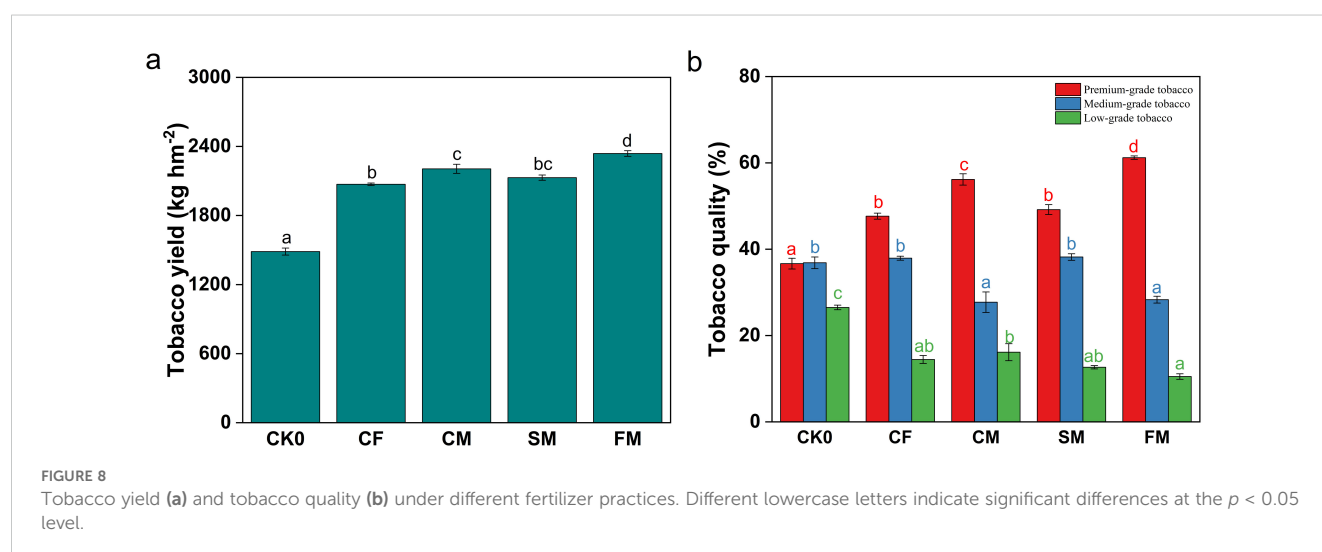 a
3000
2400
1800
1200
600
0
Tobacco yield (kg hm⁻²)
a
b
c
bc
d
CK0 CF CM SM FM
b
80
60
40
20
0
Tobacco quality (%)
Premium-grade tobacco
Medium-grade tobacco
Low-grade tobacco
a b c
b b ab
c a b
b b ab
d a a
CK0 CF CM SM FM
FIGURE 8
Tobacco yield (a) and tobacco quality (b) under different fertilizer practices. Different lowercase letters indicate significant differences at the p < 0.05
level.